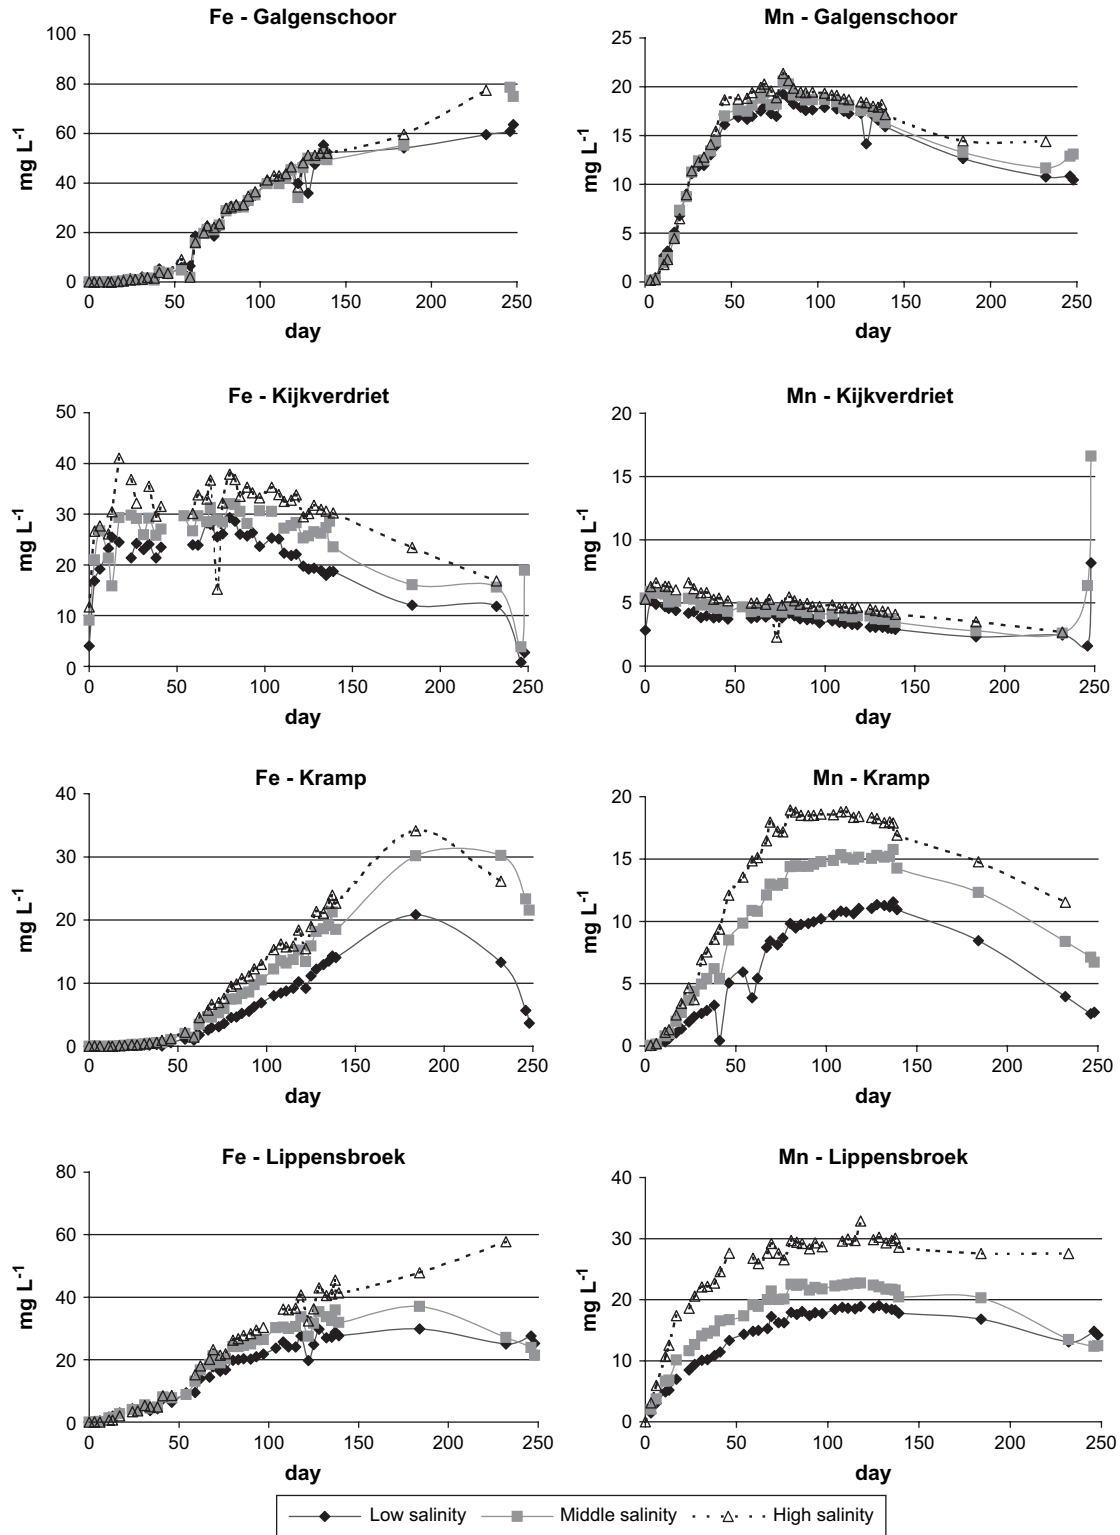 Fe - Galgenschoor
mg L-1
100
80
60
40
20
0
0 50 100 150 200 250
day
Mn - Galgenschoor
mg L-1
25
20
15
10
5
0
0 50 100 150 200 250
day
Fe - Kijkverdriet
mg L-1
50
40
30
20
10
0
0 50 100 150 200 250
day
Mn - Kijkverdriet
mg L-1
20
15
10
5
0
0 50 100 150 200 250
day
Fe - Kramp
mg L-1
40
30
20
10
0
0 50 100 150 200 250
day
Mn - Kramp
mg L-1
20
15
10
5
0
0 50 100 150 200 250
day
Fe - Lippensbroek
mg L-1
80
60
40
20
0
0 50 100 150 200 250
day
Mn - Lippensbroek
mg L-1
40
30
20
10
0
0 50 100 150 200 250
day
Low salinity Middle salinity High salinity